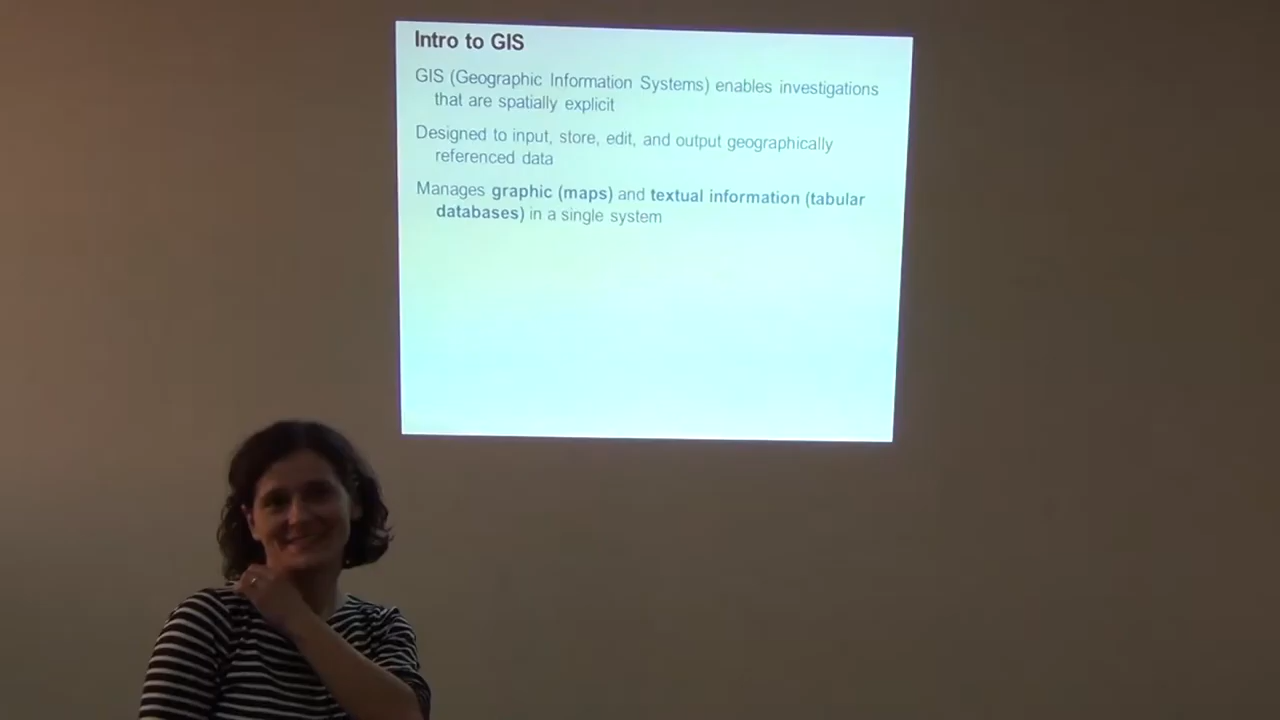 Intro to GIS
GIS (Geographic Information Systems) enables investigations
that are spatially explicit
Designed to input, store, edit, and output geographically
referenced data
Manages graphic (maps) and textual information (tabular
databases) in a single system